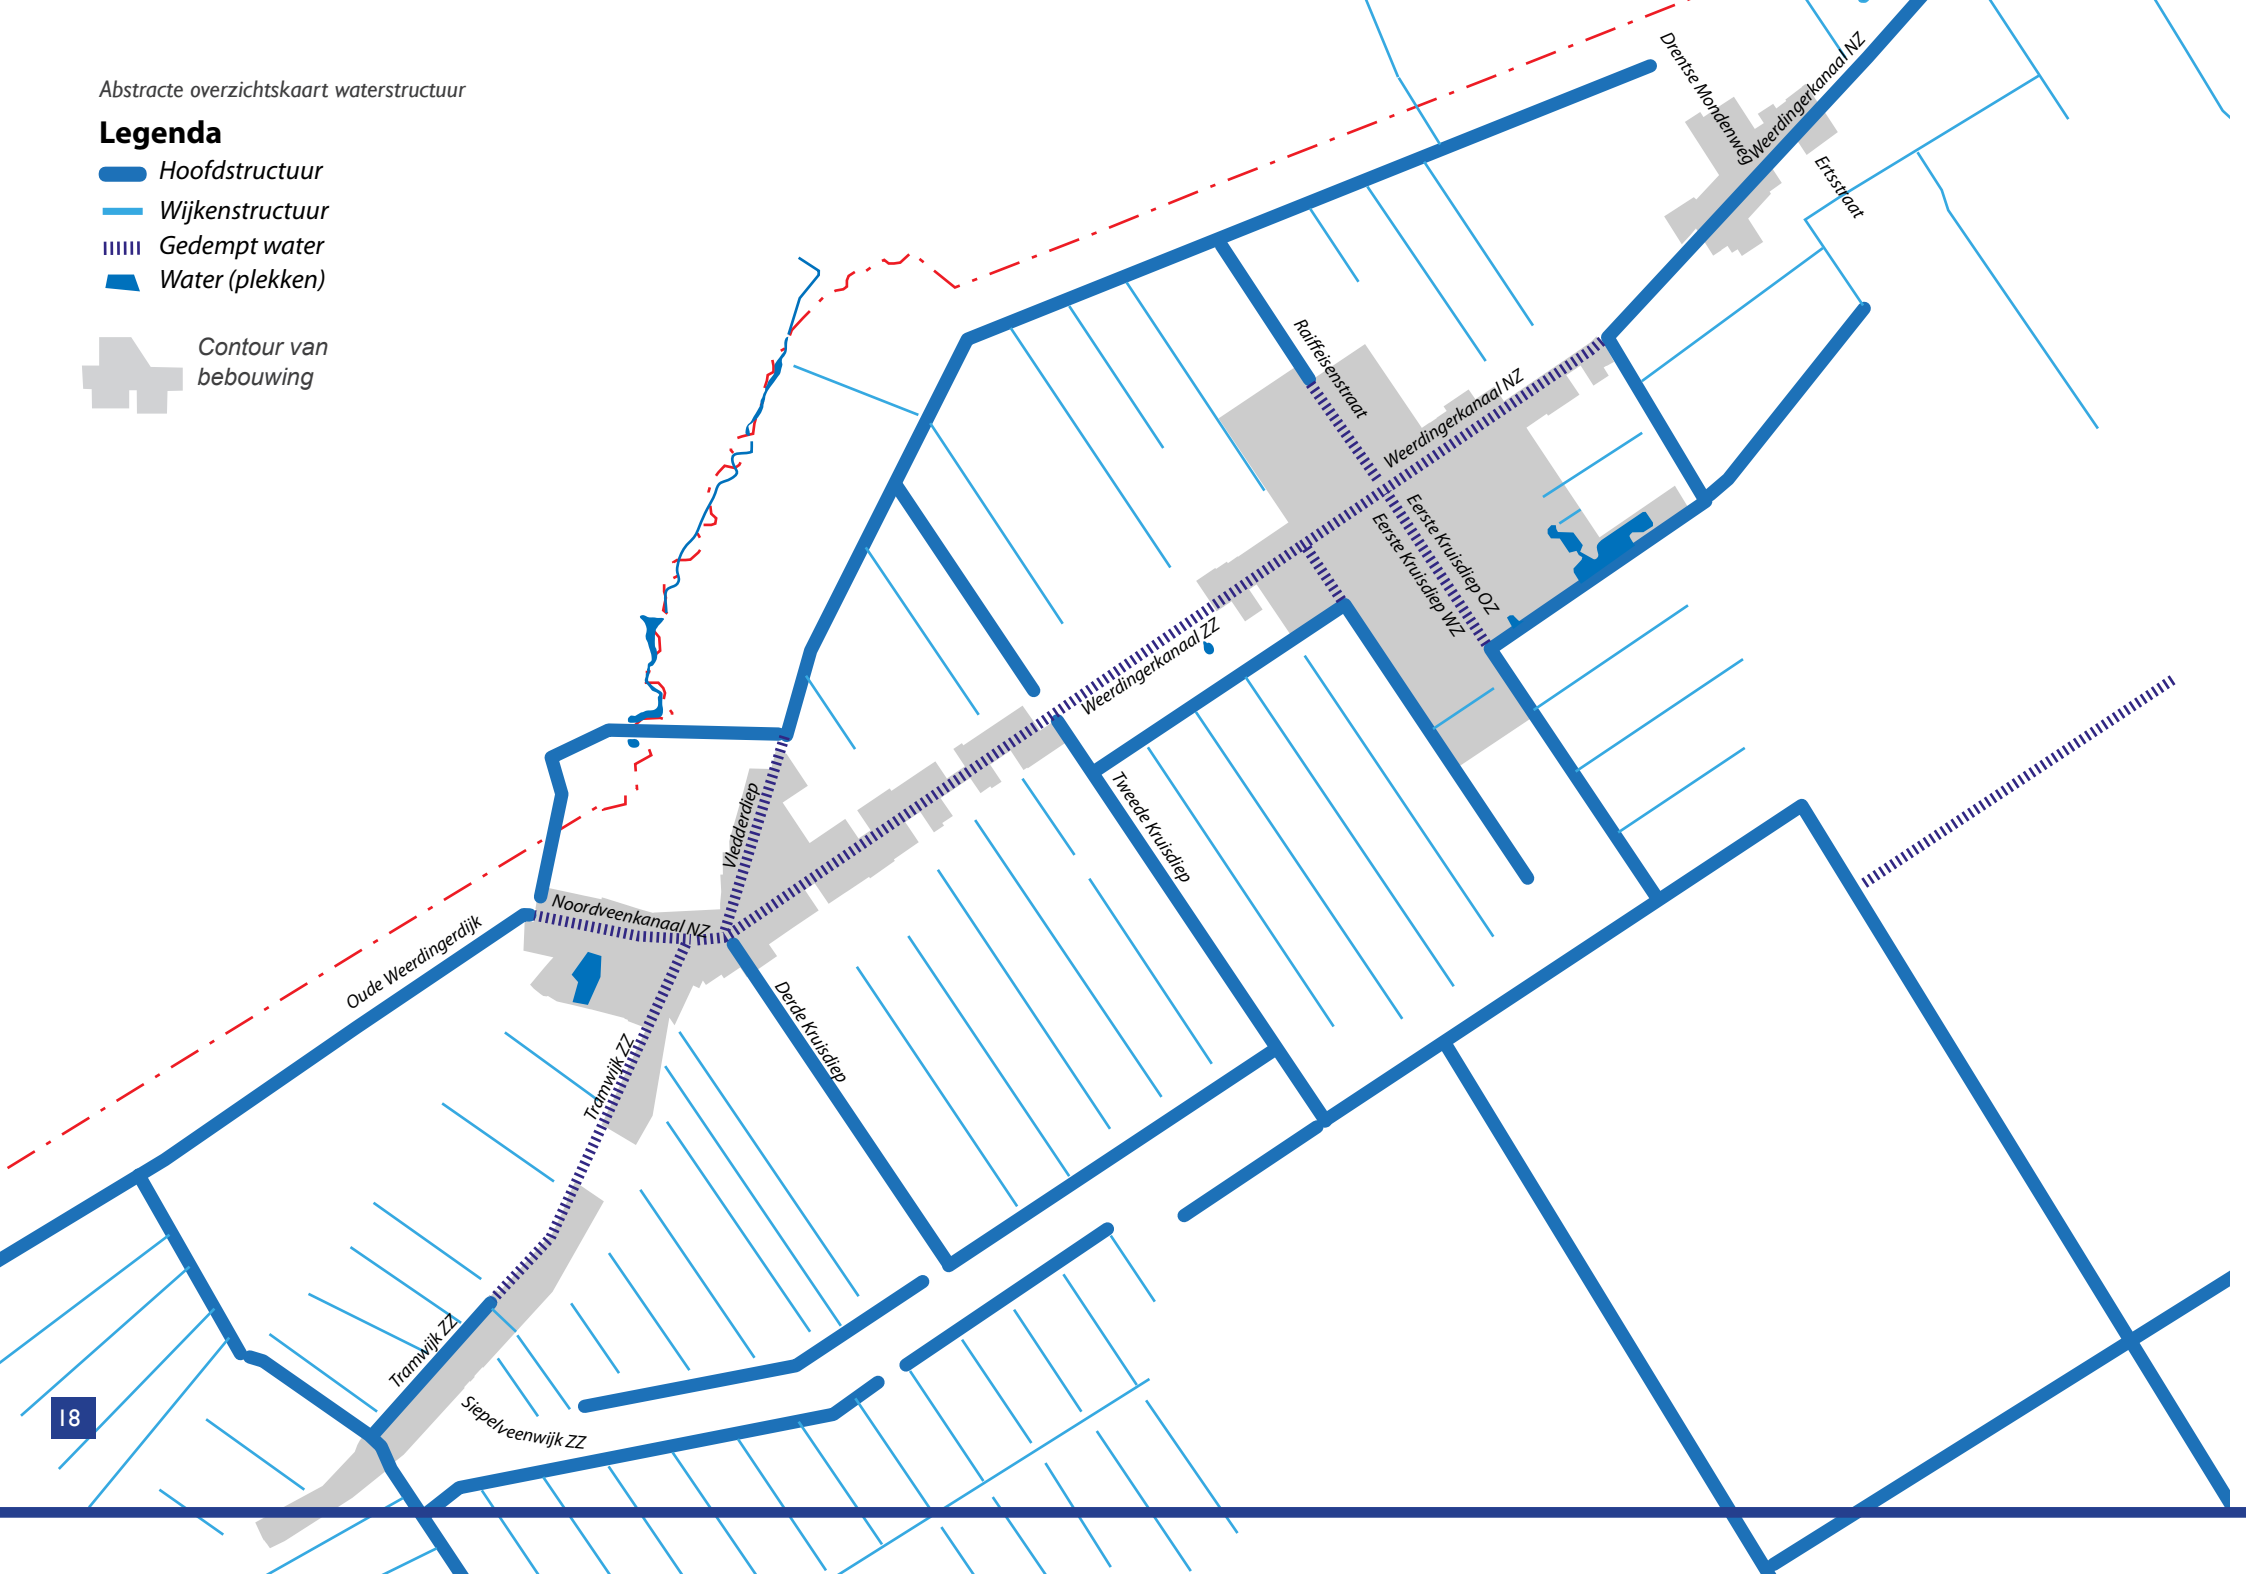 Abstracte overzichtskaart waterstructuur
Legenda
Hoofdstructuur
Wijkenstructuur
Gedempt water
Water (plekken)
Contour van
bebouwing
Drentse Mondenweg
Weerdingerkanaal NZ
Ertsstraat
Raiffeisenstraat
Weerdingerkanaal NZ
Eerste Kruisdiep OZ
Eerste Kruisdiep WZ
Weerdingerkanaal ZZ
Tweede Kruisdiep
Vledderdiep
Noordveenkanaal NZ
Oude Weerdingerdijk
Derde Kruisdiep
Tramwijk ZZ
Tramwijk ZZ
Siepelveenwijk ZZ
18